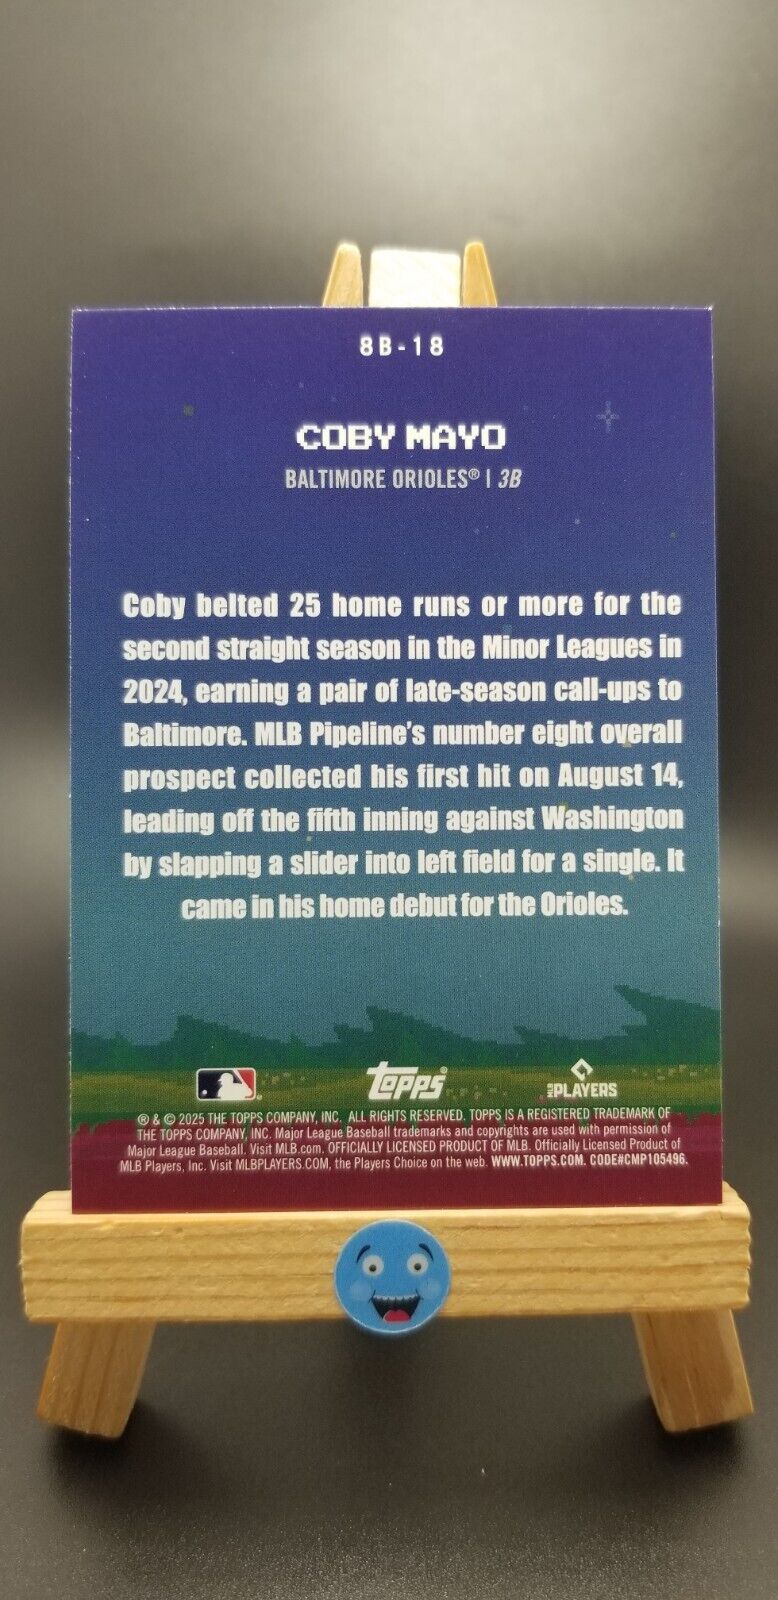 8B-18
COBY MAYO
BALTIMORE ORIOLES® | 3B
Coby belted 25 home runs or more for the
second straight season in the Minor Leagues in
2024, earning a pair of late-season call-ups to
Baltimore. MLB Pipeline's number eight overall
prospect collected his first hit on August 14,
leading off the fifth inning against Washington
by slapping a slider into left field for a single. It
came in his home debut for the Orioles.
topps® MLB PLAYERS
® & © 2025 THE TOPPS COMPANY, INC. ALL RIGHTS RESERVED. TOPPS IS A REGISTERED TRADEMARK OF
THE TOPPS COMPANY, INC. Major League Baseball trademarks and copyrights are used with permission of
Major League Baseball. Visit MLB.com. OFFICIALLY LICENSED PRODUCT OF MLB. Officially Licensed Product of
MLB Players, Inc. Visit MLBPLAYERS.COM, the Players Choice on the web. WWW.TOPPS.COM. CODE#CMP105496.